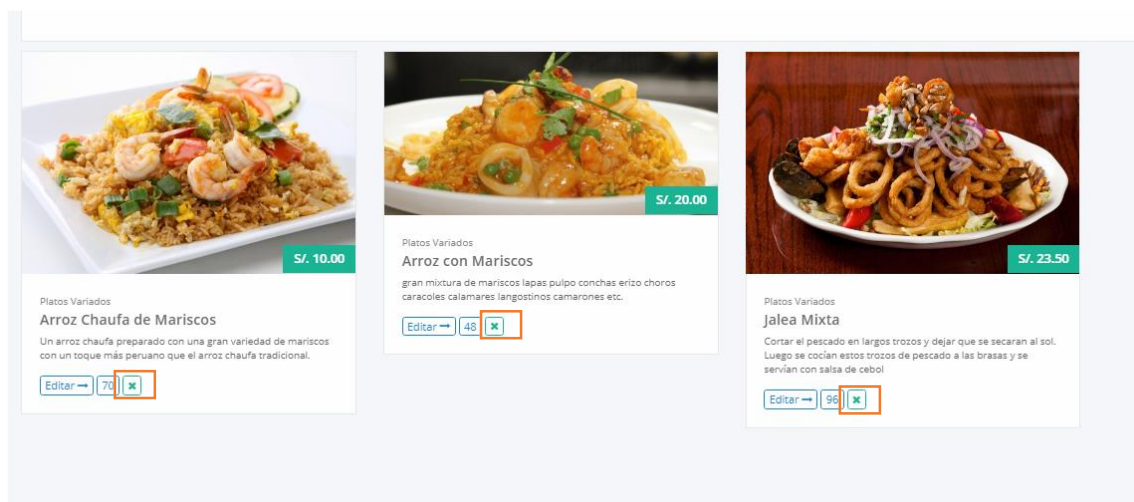 S/. 10.00
Platos Variados
Arroz Chaufa de Mariscos
Un arroz chaufa preparado con una gran variedad de mariscos
con un toque más peruano que el arroz chaufa tradicional.
Editar 70
S/. 20.00
Platos Variados
Arroz con Mariscos
gran mixtura de mariscos lapas pulpo conchas erizo choros
caracoles calamares langostinos camarones etc.
Editar 48
S/. 23.50
Platos Variados
Jalea Mixta
Cortar el pescado en largos trozos y dejar que se secaran al sol.
Luego se cocían estos trozos de pescado a las brasas y se
servían con salsa de cebol
Editar 96